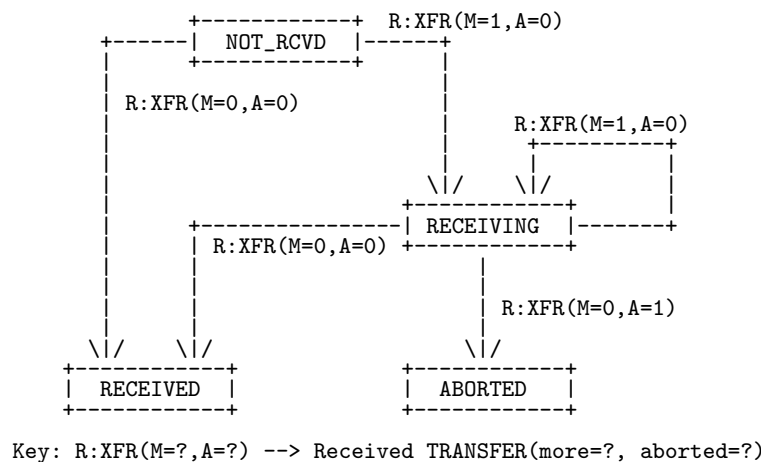 R:XFR(M=1,A=0)
NOT_RCVD
R:XFR(M=0,A=0)
R:XFR(M=1,A=0)
RECEIVING
R:XFR(M=0,A=0)
R:XFR(M=0,A=1)
RECEIVED ABORTED
Key: R:XFR(M=?,A=?) --> Received TRANSFER(more=?, aborted=?)